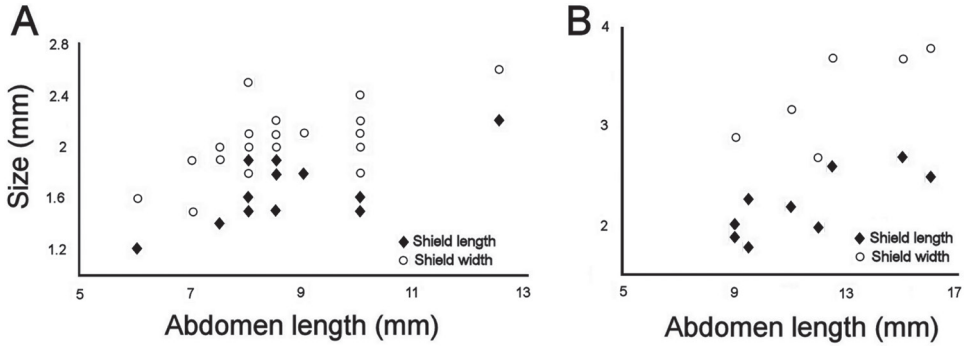 A
2.8
2.4
2
1.6
1.2
Size (mm)
5 7 9 11 13
Abdomen length (mm)
Shield length
Shield width
B
4
3
2
5 9 13 17
Abdomen length (mm)
Shield length
Shield width